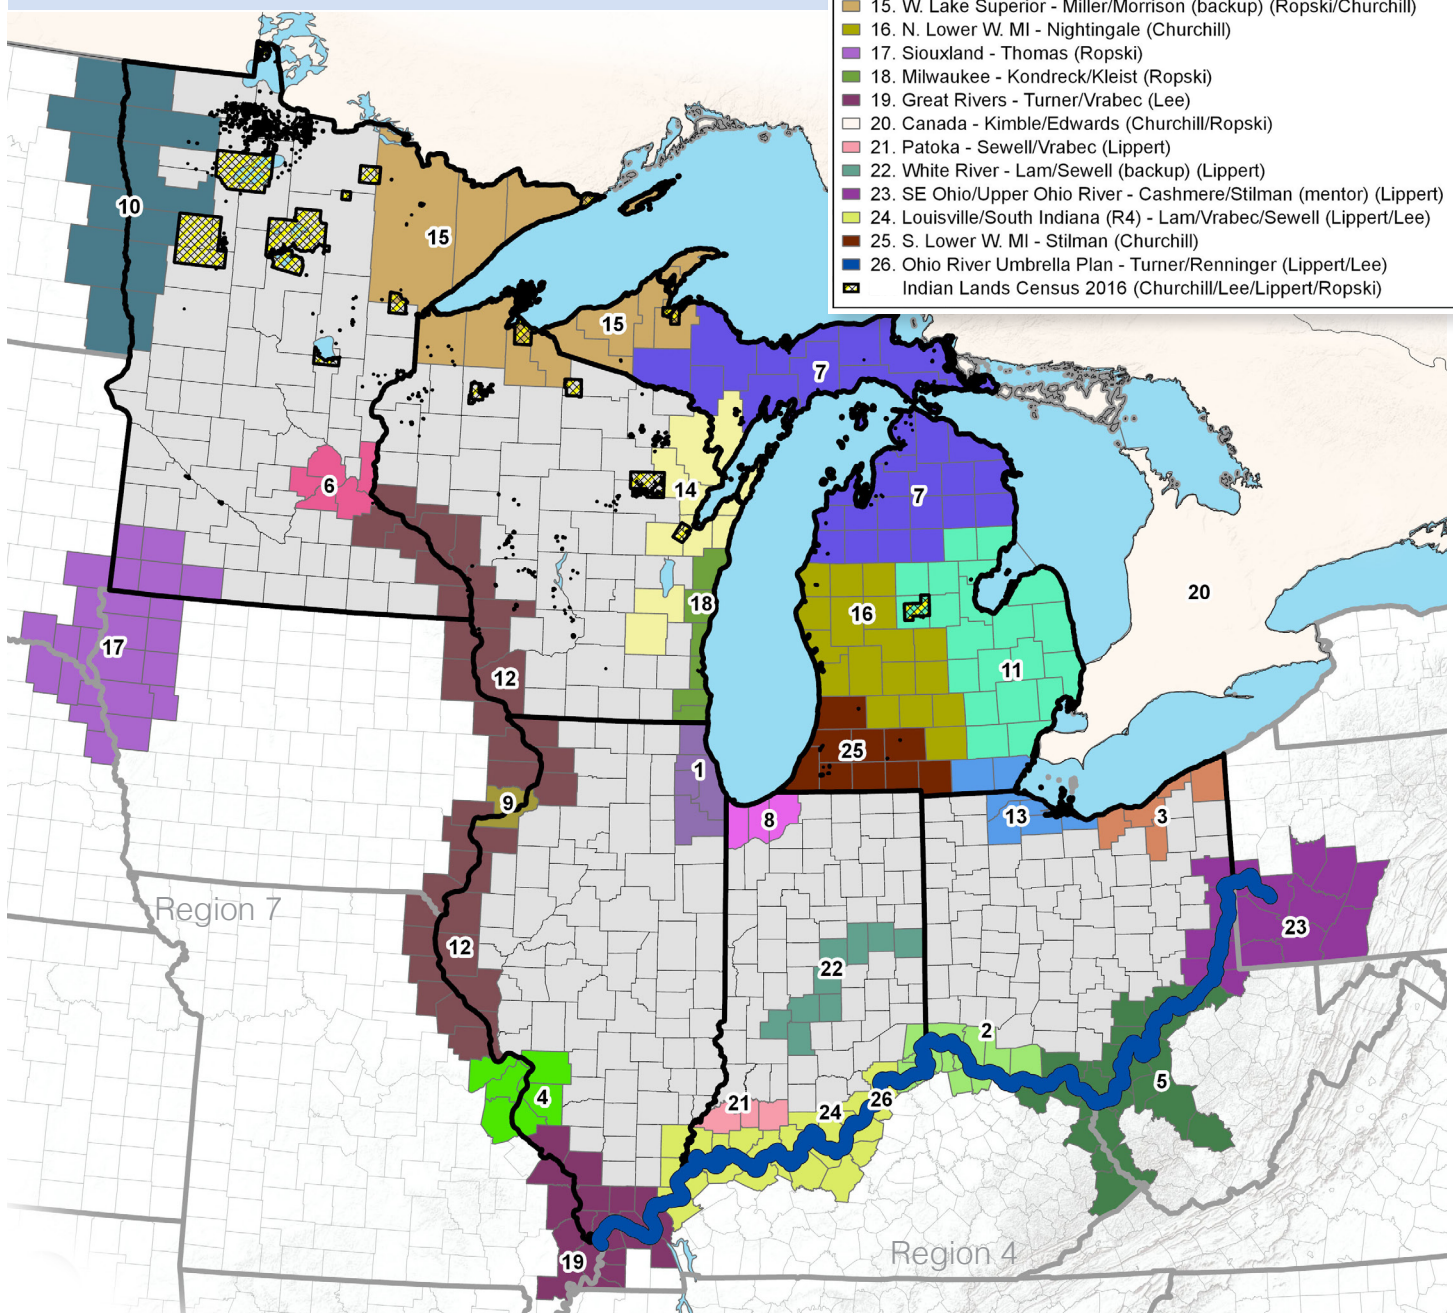 15. W. Lake Superior - Miller/Morrison (backup) (Ropski/Churchill)
16. N. Lower W. MI - Nightingale (Churchill)
17. Siouxland - Thomas (Ropski)
18. Milwaukee - Kondreck/Kleist (Ropski)
19. Great Rivers - Turner/Vrabec (Lee)
20. Canada - Kimble/Edwards (Churchill/Ropski)
21. Patoka - Sewell/Vrabec (Lippert)
22. White River - Lam/Sewell (backup) (Lippert)
23. SE Ohio/Upper Ohio River - Cashmere/Stilman (mentor) (Lippert)
24. Louisville/South Indiana (R4) - Lam/Vrabec/Sewell (Lippert/Lee)
25. S. Lower W. MI - Stilman (Churchill)
26. Ohio River Umbrella Plan - Turner/Renninger (Lippert/Lee)
Indian Lands Census 2016 (Churchill/Lee/Lippert/Ropski)
10
15
15
7
6
14
7
20
18
16
17
12
11
25
1
9
8
13
3
Region 7
23
12
22
2
5
4
21
24
26
Region 4
19